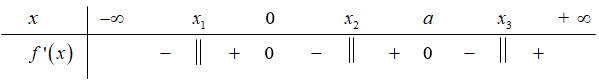 x −∞ x₁ 0 x₂ a x₃ +∞
f'(x) − || + 0 − || + 0 − || +